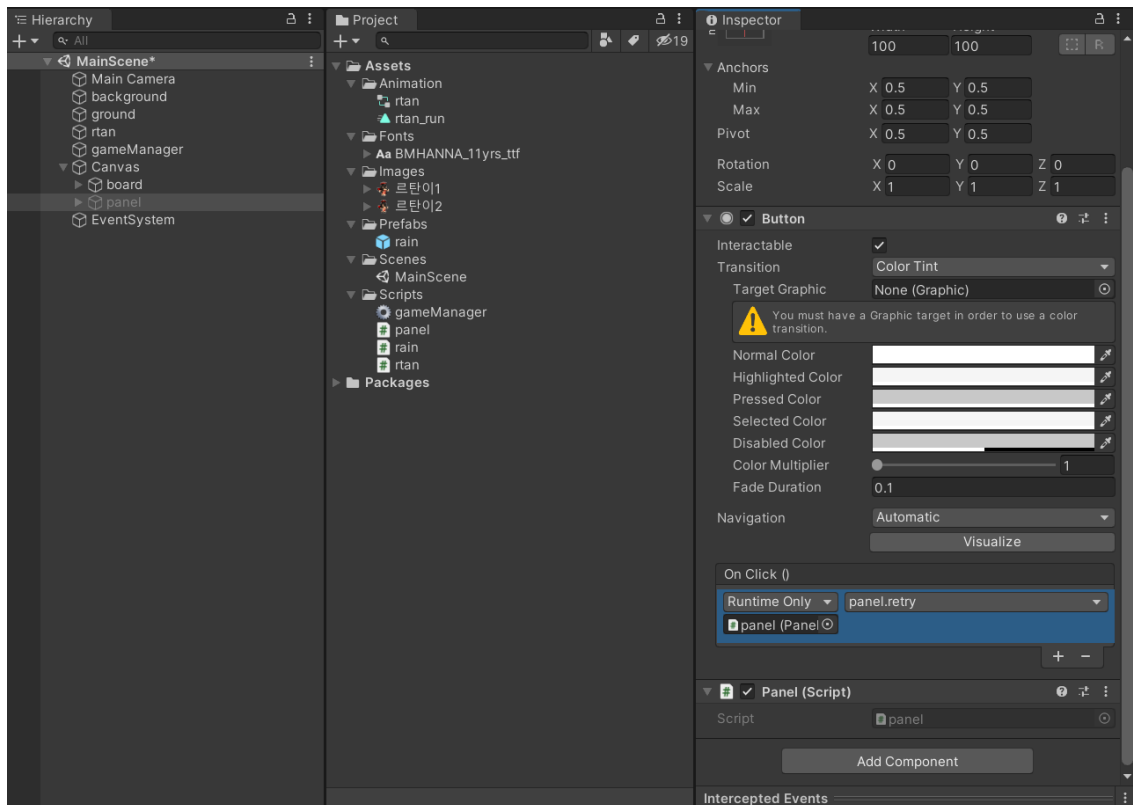 Hierarchy
All
MainScene*
Main Camera
background
ground
rtan
gameManager
Canvas
board
panel
EventSystem
Project
19
Assets
Animation
rtan
rtan_run
Fonts
Aa BMHANNA_11yrs_ttf
Images
르탄이1
르탄이2
Prefabs
rain
Scenes
MainScene
Scripts
gameManager
panel
rain
rtan
Packages
Inspector
100 100 R
Anchors
Min X 0.5 Y 0.5
Max X 0.5 Y 0.5
Pivot X 0.5 Y 0.5
Rotation X 0 Y 0 Z 0
Scale X 1 Y 1 Z 1
Button
Interactable
Transition Color Tint
Target Graphic None (Graphic)
You must have a Graphic target in order to use a color
transition.
Normal Color
Highlighted Color
Pressed Color
Selected Color
Disabled Color
Color Multiplier 1
Fade Duration 0.1
Navigation Automatic
Visualize
On Click ()
Runtime Only panel.retry
panel (Panel
Panel (Script)
Script panel
Add Component
Intercepted Events